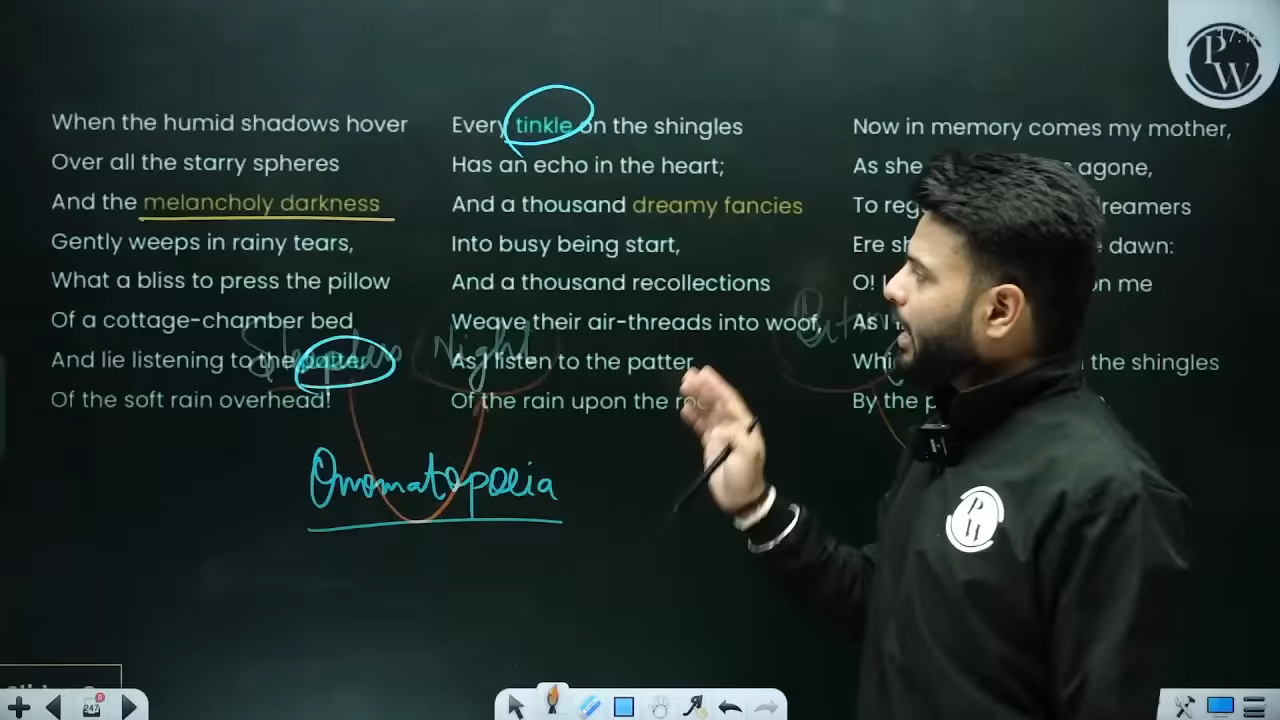 When the humid shadows hover
Over all the starry spheres
And the melancholy darkness
Gently weeps in rainy tears,
What a bliss to press the pillow
Of a cottage-chamber bed
And lie listening to the patter
Of the soft rain overhead!
Every tinkle on the shingles
Has an echo in the heart;
And a thousand dreamy fancies
Into busy being start,
And a thousand recollections
Weave their air-threads into woof,
As I listen to the patter
Of the rain upon the
Now in memory comes my mother,
As she agone,
To
Ere dawn:
O! me
As I
the shingles
By the
Night
Onomatopoeia
PW
PW
247